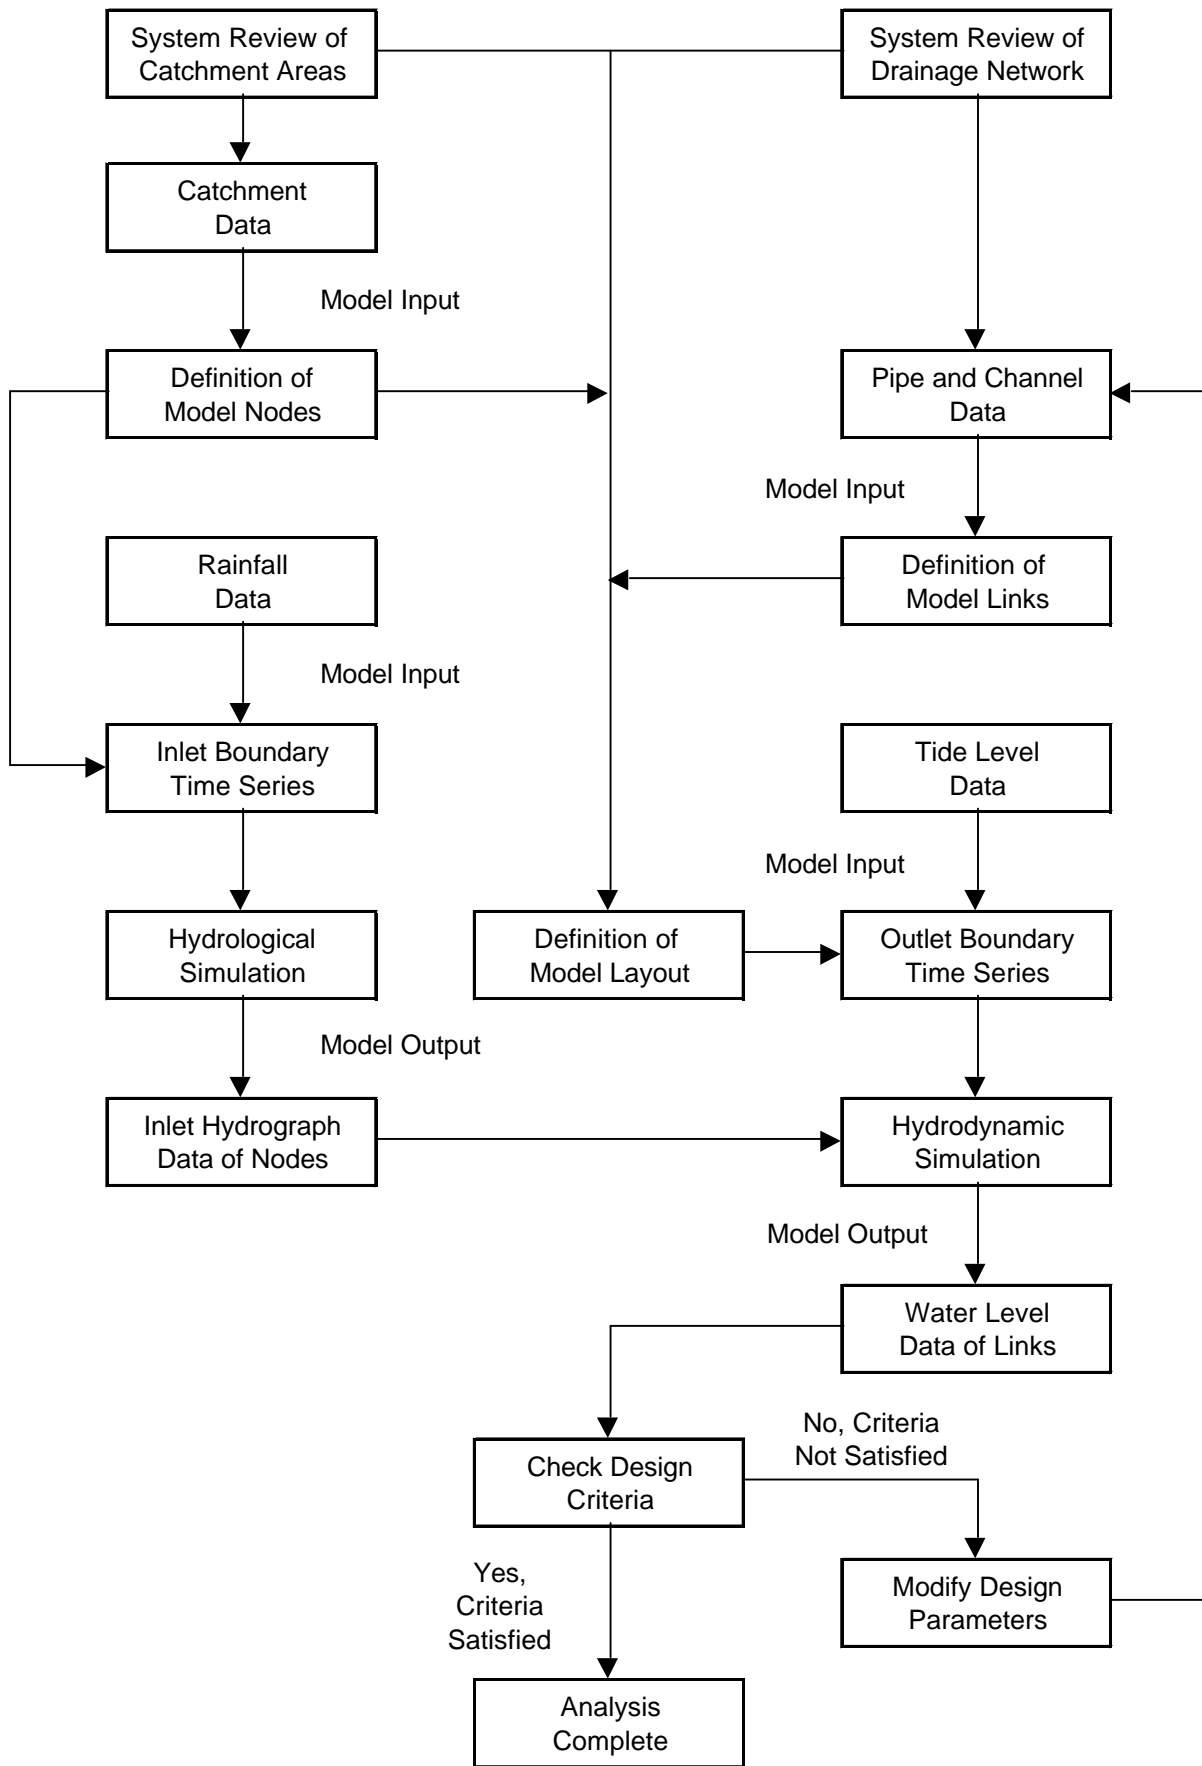 System Review of
Catchment Areas
System Review of
Drainage Network
Catchment
Data
Model Input
Definition of
Model Nodes
Pipe and Channel
Data
Model Input
Rainfall
Data
Definition of
Model Links
Model Input
Inlet Boundary
Time Series
Tide Level
Data
Model Input
Hydrological
Simulation
Definition of
Model Layout
Outlet Boundary
Time Series
Model Output
Inlet Hydrograph
Data of Nodes
Hydrodynamic
Simulation
Model Output
Water Level
Data of Links
No, Criteria
Not Satisfied
Check Design
Criteria
Yes,
Criteria
Satisfied
Modify Design
Parameters
Analysis
Complete